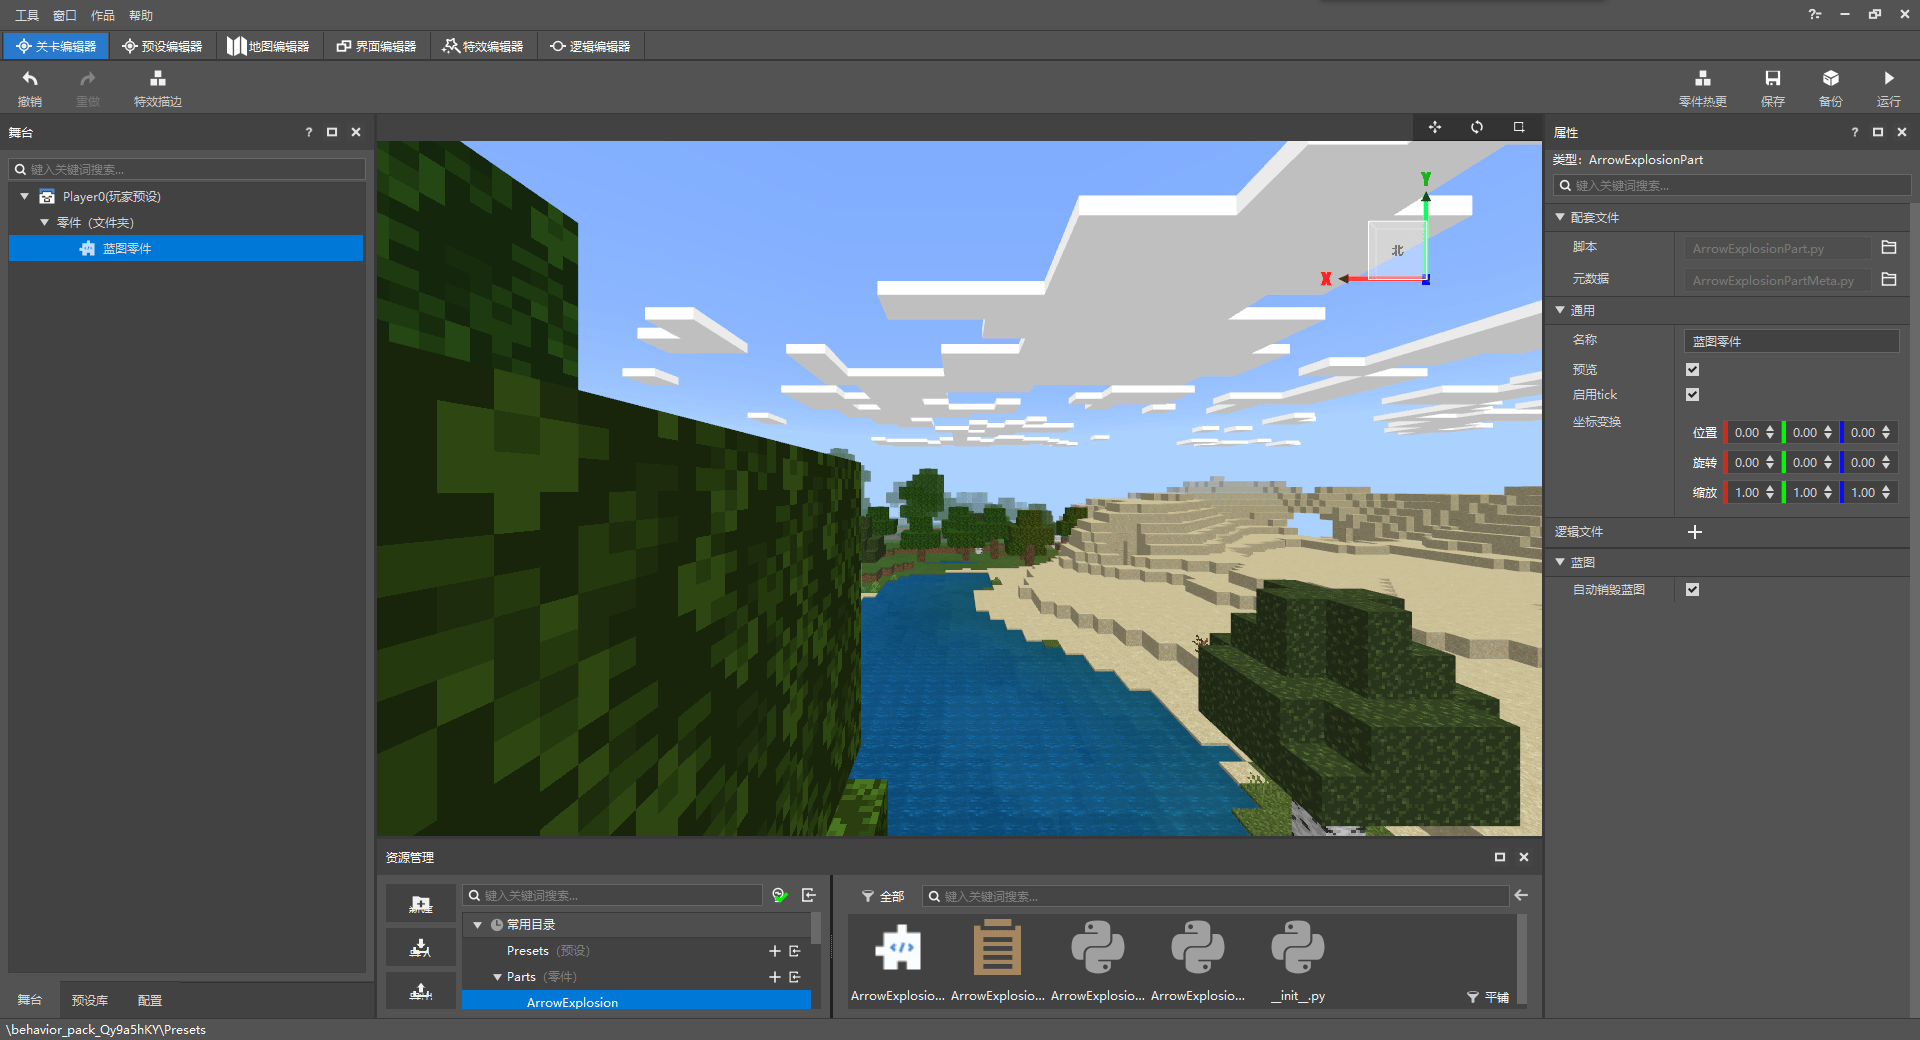 工具 窗口 作品 帮助
关卡编辑器 预设编辑器 地图编辑器 界面编辑器 特效编辑器 逻辑编辑器
撤销 重做 特效描边 零件热更 保存 备份 运行
舞台
键入关键词搜索...
Player0(玩家预设)
零件 (文件夹)
蓝图零件
舞台 预设库 配置
Y
北
X
属性
类型: ArrowExplosionPart
键入关键词搜索...
配套文件
脚本 ArrowExplosionPart.py
元数据 ArrowExplosionPartMeta.py
通用
名称 蓝图零件
预览
启用tick
坐标变换
位置 0.00 0.00 0.00
旋转 0.00 0.00 0.00
缩放 1.00 1.00 1.00
逻辑文件
蓝图
自动销毁蓝图
资源管理
键入关键词搜索...
常用目录
Presets (预设)
Parts (零件)
ArrowExplosion
全部 键入关键词搜索...
ArrowExplosio... ArrowExplosio... ArrowExplosio... ArrowExplosio... __init__.py
平铺
\behavior_pack_Qy9a5hKY\Presets